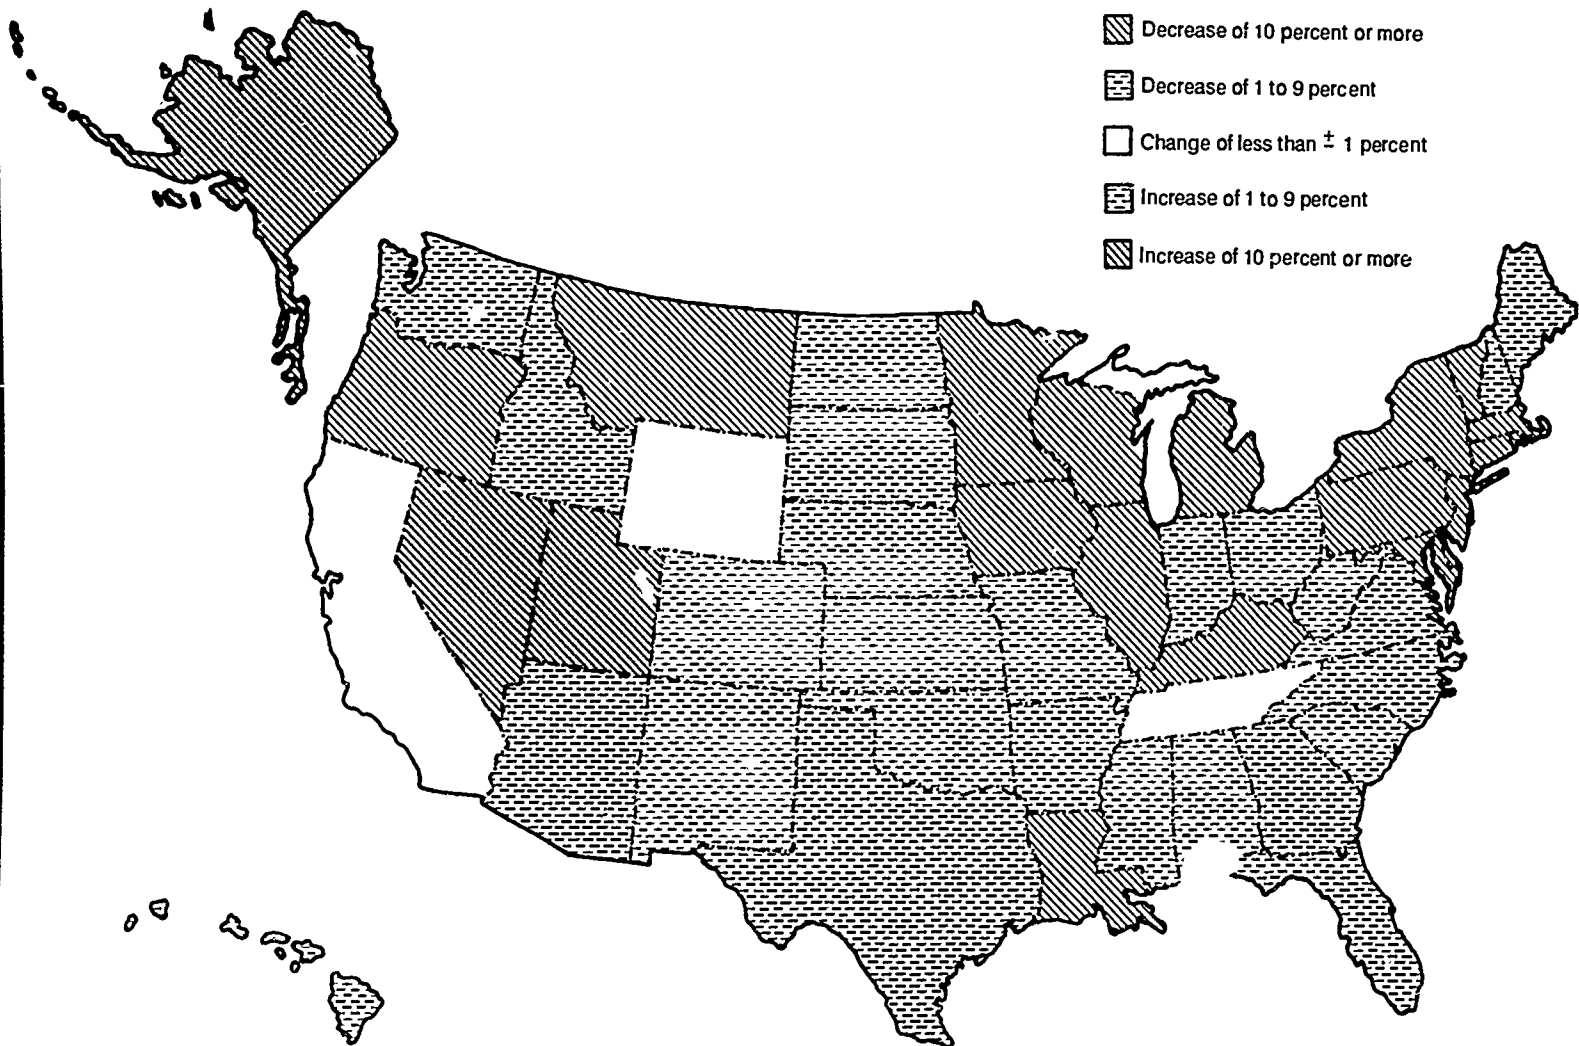 Decrease of 10 percent or more
Decrease of 1 to 9 percent
Change of less than ± 1 percent
Increase of 1 to 9 percent
Increase of 10 percent or more